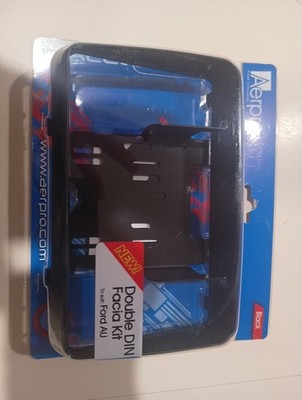 Aerpro
www.aerpro.com
NEW!
Double DIN
Facia Kit
To suit: Ford AU
Black